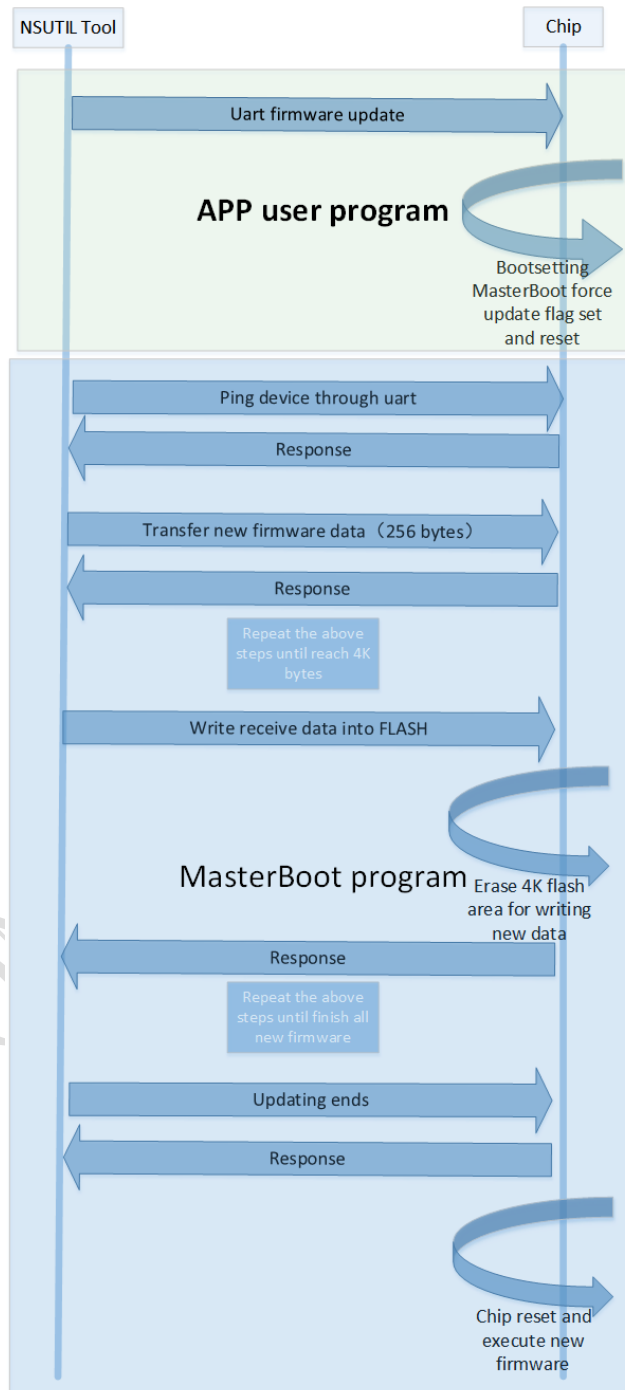 NSUTIL Tool
Chip
Uart firmware update
APP user program
Bootsetting
MasterBoot force
update flag set
and reset
Ping device through uart
Response
Transfer new firmware data（256 bytes）
Response
Repeat the above
steps until reach 4K
bytes
Write receive data into FLASH
MasterBoot program
Erase 4K flash
area for writing
new data
Response
Repeat the above
steps until finish all
new firmware
Updating ends
Response
Chip reset and
execute new
firmware